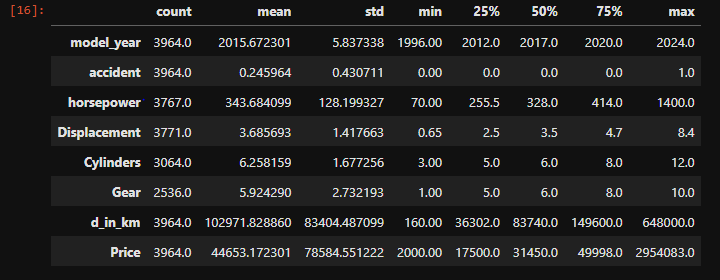 [16]:
count mean std min 25% 50% 75% max
model_year 3964.0 2015.672301 5.837338 1996.00 2012.0 2017.0 2020.0 2024.0
accident 3964.0 0.245964 0.430711 0.00 0.0 0.0 0.0 1.0
horsepower 3767.0 343.684099 128.199327 70.00 255.5 328.0 414.0 1400.0
Displacement 3771.0 3.685693 1.417663 0.65 2.5 3.5 4.7 8.4
Cylinders 3064.0 6.258159 1.677256 3.00 5.0 6.0 8.0 12.0
Gear 2536.0 5.924290 2.732193 1.00 5.0 6.0 8.0 10.0
d_in_km 3964.0 102971.828860 83404.487099 160.00 36302.0 83740.0 149600.0 648000.0
Price 3964.0 44653.172301 78584.551222 2000.00 17500.0 31450.0 49998.0 2954083.0